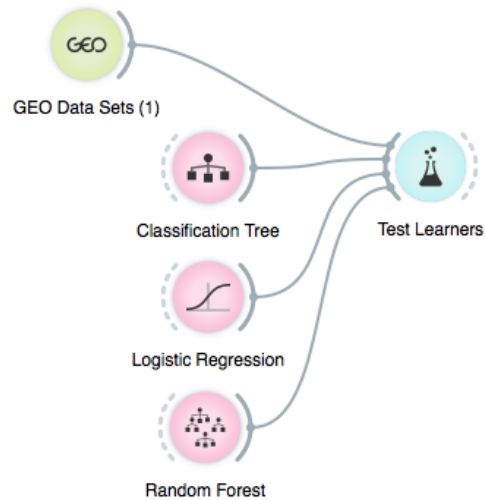 GEO
GEO Data Sets (1)
Classification Tree
Test Learners
Logistic Regression
Random Forest